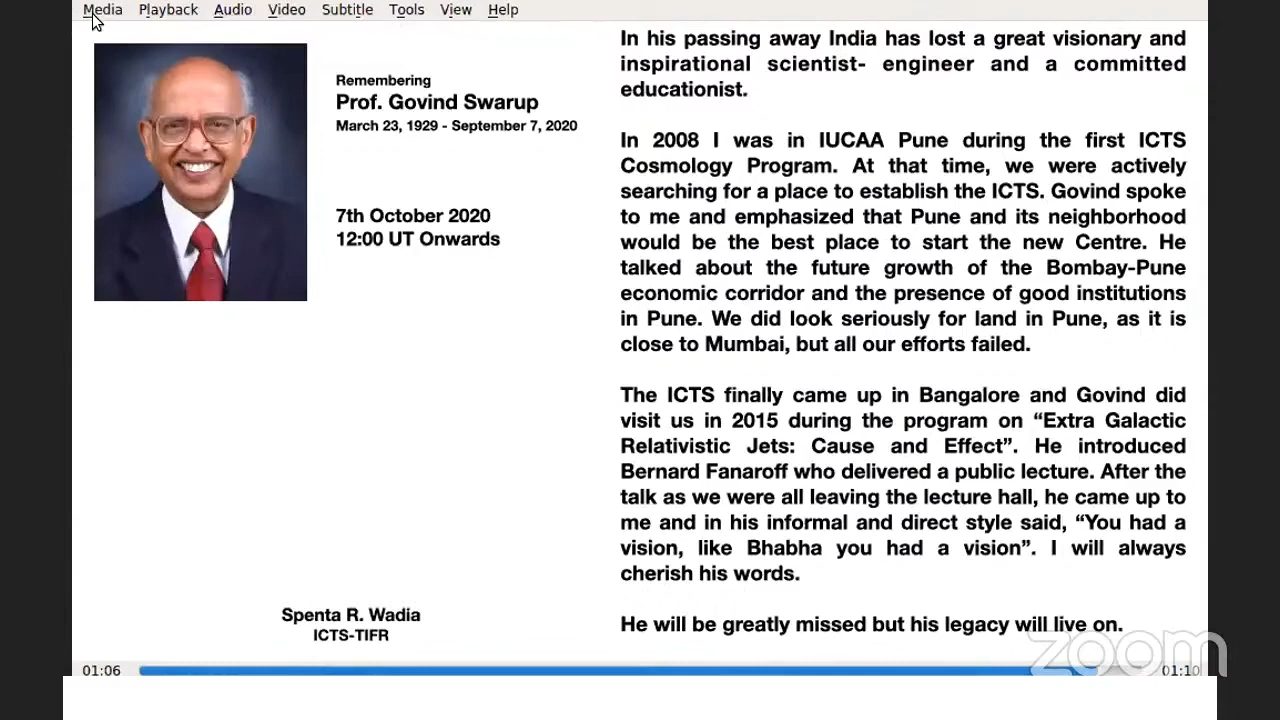 Media Playback Audio Video Subtitle Tools View Help
Remembering
Prof. Govind Swarup
March 23, 1929 - September 7, 2020
7th October 2020
12:00 UT Onwards
Spenta R. Wadia
ICTS-TIFR
In his passing away India has lost a great visionary and
inspirational scientist- engineer and a committed
educationist.
In 2008 I was in IUCAA Pune during the first ICTS
Cosmology Program. At that time, we were actively
searching for a place to establish the ICTS. Govind spoke
to me and emphasized that Pune and its neighborhood
would be the best place to start the new Centre. He
talked about the future growth of the Bombay-Pune
economic corridor and the presence of good institutions
in Pune. We did look seriously for land in Pune, as it is
close to Mumbai, but all our efforts failed.
The ICTS finally came up in Bangalore and Govind did
visit us in 2015 during the program on “Extra Galactic
Relativistic Jets: Cause and Effect”. He introduced
Bernard Fanaroff who delivered a public lecture. After the
talk as we were all leaving the lecture hall, he came up to
me and in his informal and direct style said, “You had a
vision, like Bhabha you had a vision”. I will always
cherish his words.
He will be greatly missed but his legacy will live on.
zoom
01:06 01:10